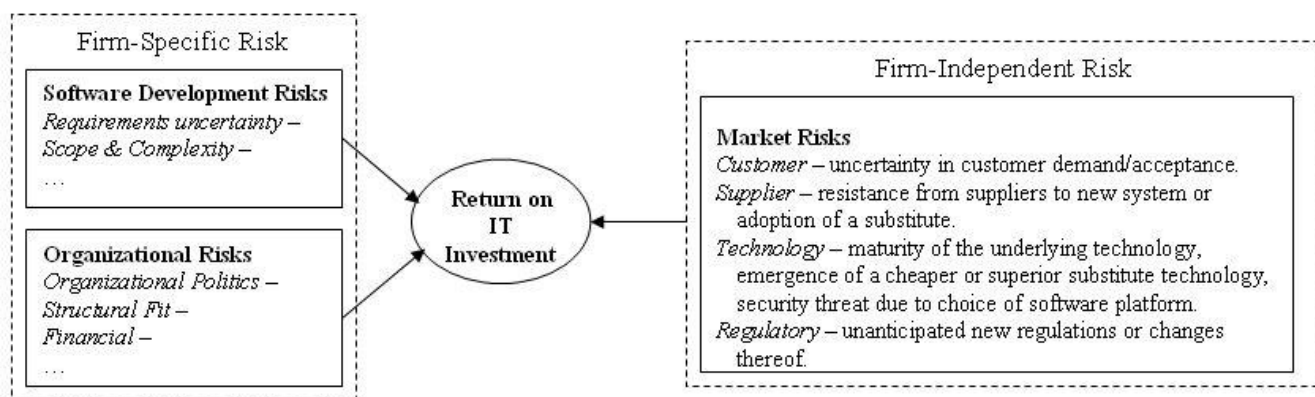 Firm-Specific Risk
Software Development Risks
Requirements uncertainty –
Scope & Complexity –
…
Organizational Risks
Organizational Politics –
Structural Fit –
Financial –
…
Return on
IT
Investment
Firm-Independent Risk
Market Risks
Customer – uncertainty in customer demand/acceptance.
Supplier – resistance from suppliers to new system or
adoption of a substitute.
Technology – maturity of the underlying technology,
emergence of a cheaper or superior substitute technology,
security threat due to choice of software platform.
Regulatory – unanticipated new regulations or changes
thereof.